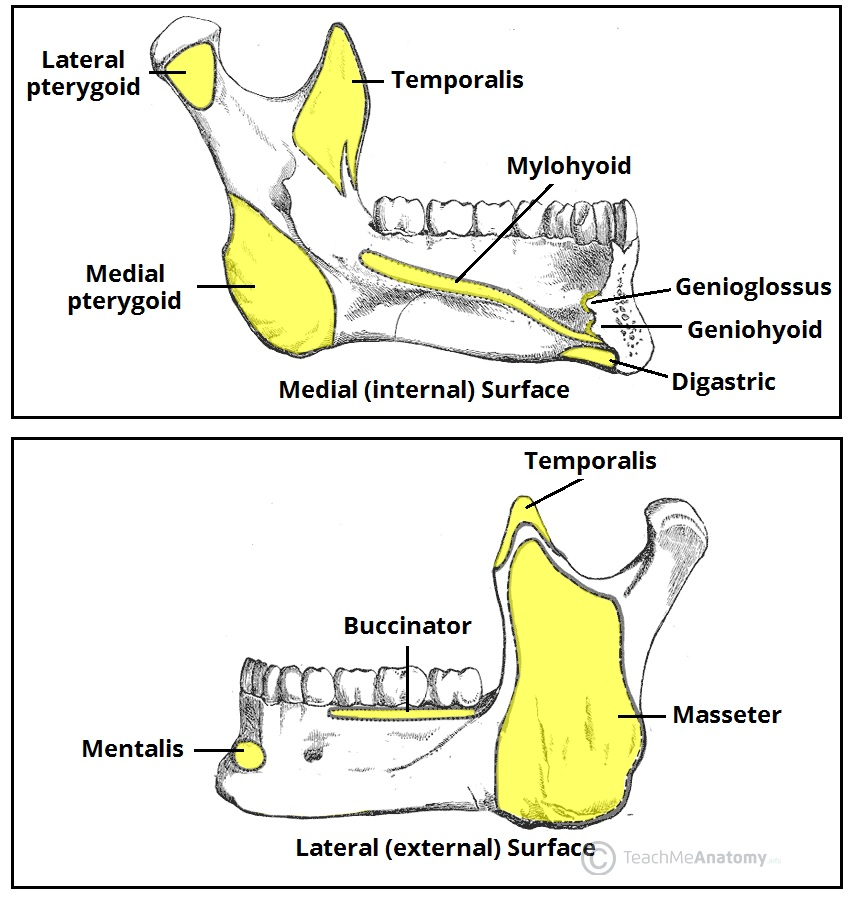 Lateral
pterygoid
Temporalis
Mylohyoid
Medial
pterygoid
Genioglossus
Geniohyoid
Digastric
Medial (internal) Surface
Temporalis
Buccinator
Masseter
Mentalis
Lateral (external) Surface
© TeachMeAnatomy